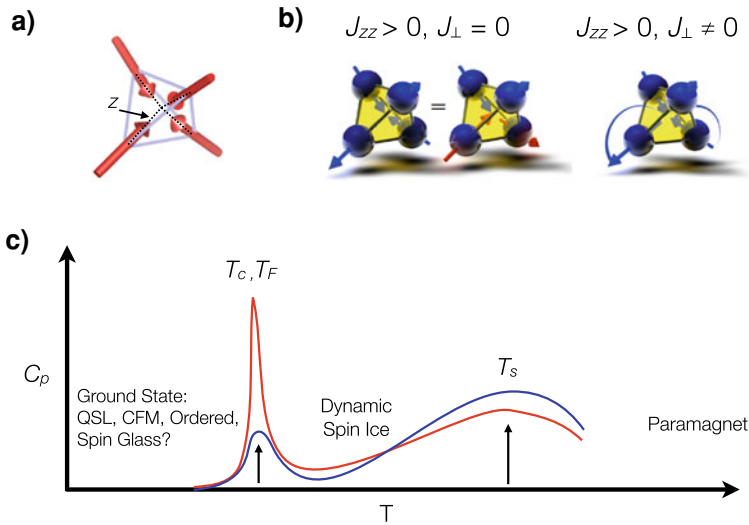 a)
z
b)
J_ZZ > 0, J_⊥ = 0
J_ZZ > 0, J_⊥ ≠ 0
=
c)
T_c ,T_F
T_s
C_p
Ground State:
QSL, CFM, Ordered,
Spin Glass?
Dynamic
Spin Ice
Paramagnet
T